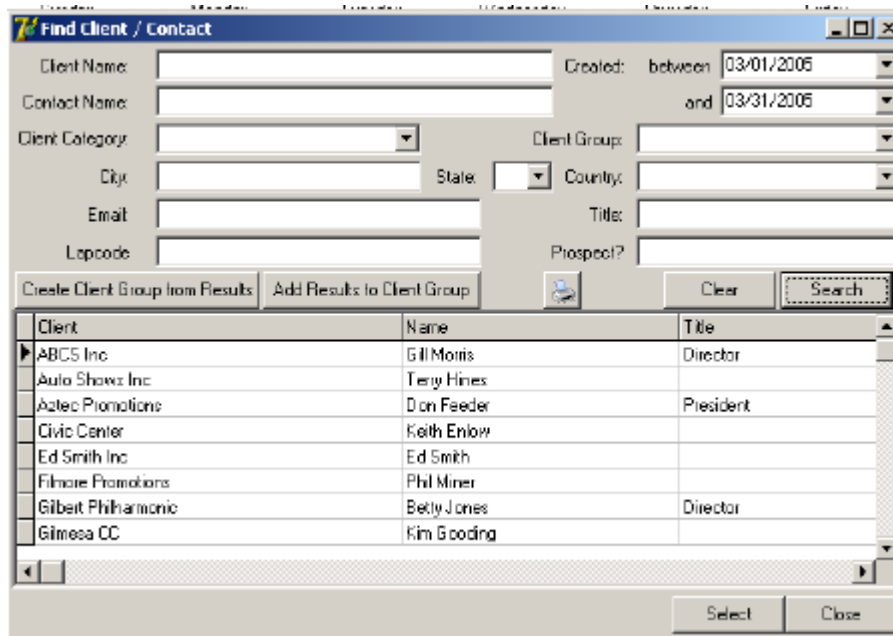 Find Client / Contact
Client Name: Created: between 03/01/2005
Contact Name: and 03/31/2005
Client Category: Client Group:
City: State: Country:
Email: Title:
Lapcode Prospect?
Create Client Group from Results Add Results to Client Group Clear Search
Client Name Title
ABCS Inc Gill Morris Director
Auto Shows Inc Terry Hines
Aztec Promotions Don Feeder President
Civic Center Keith Enlow
Ed Smith Inc Ed Smith
Filmore Promotions Phil Miner
Gilbert Philharmonic Betty Jones Director
Gilmesa CC Kim Gooding
Select Close